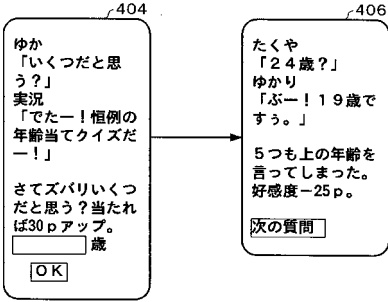 404
ゆか
「いくつだと思
う？」
実況
「でたー！恒例の
年齢当てクイズだ
ー！」
さてズバリいくつ
だと思う？当たれ
ば30pアップ。
歳
OK
406
たくや
「２４歳？」
ゆかり
「ぶー！１９歳で
すぅ。」
５つも上の年齢を
言ってしまった。
好感度－25p。
次の質問